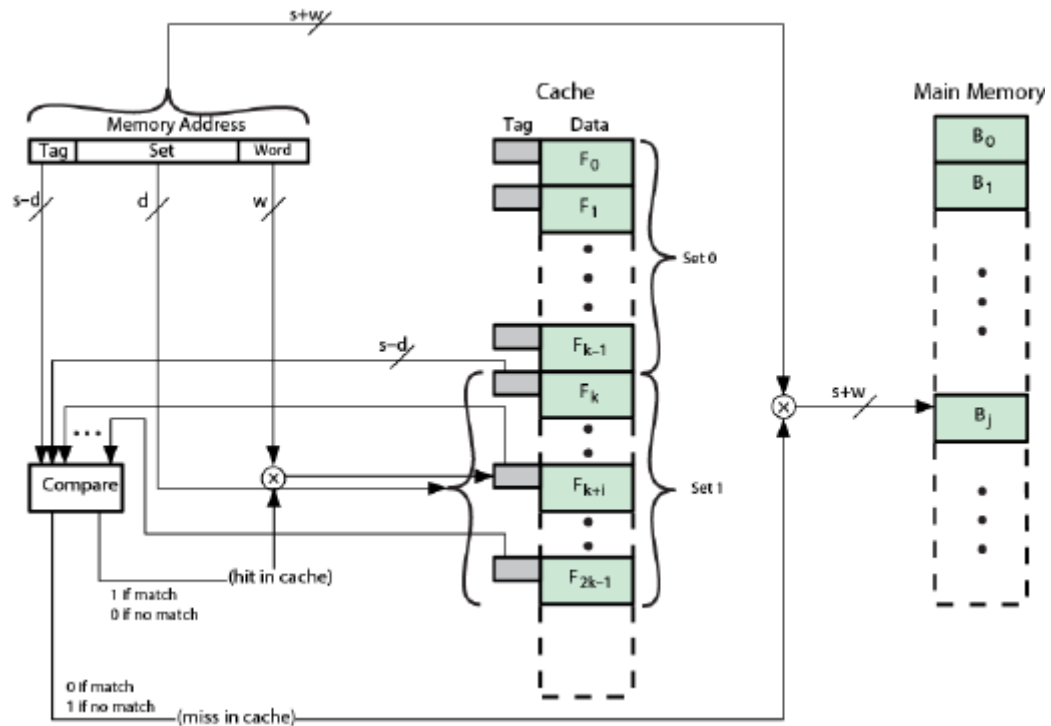 s+w
Cache
Main Memory
Memory Address
Tag Data
Tag Set Word
B0
F0
B1
s–d d w
F1
Set 0
s–d
Fk–1
Fk
s+w
Bj
...
Compare
Fk+i
Set 1
(hit in cache)
F2k–1
1 if match
0 if no match
0 if match
1 if no match
(miss in cache)